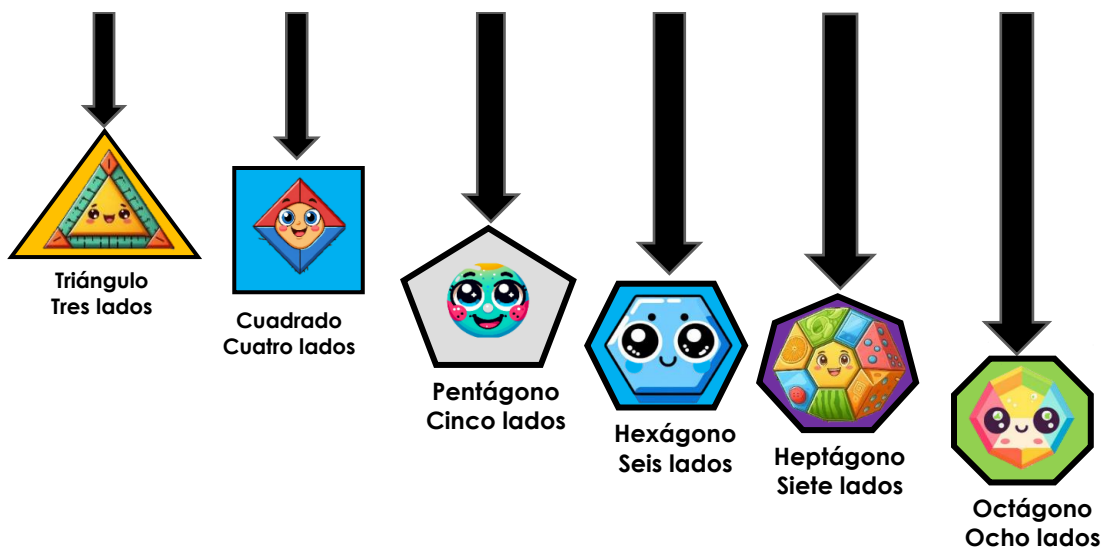 Triángulo
Tres lados
Cuadrado
Cuatro lados
Pentágono
Cinco lados
Hexágono
Seis lados
Heptágono
Siete lados
Octágono
Ocho lados